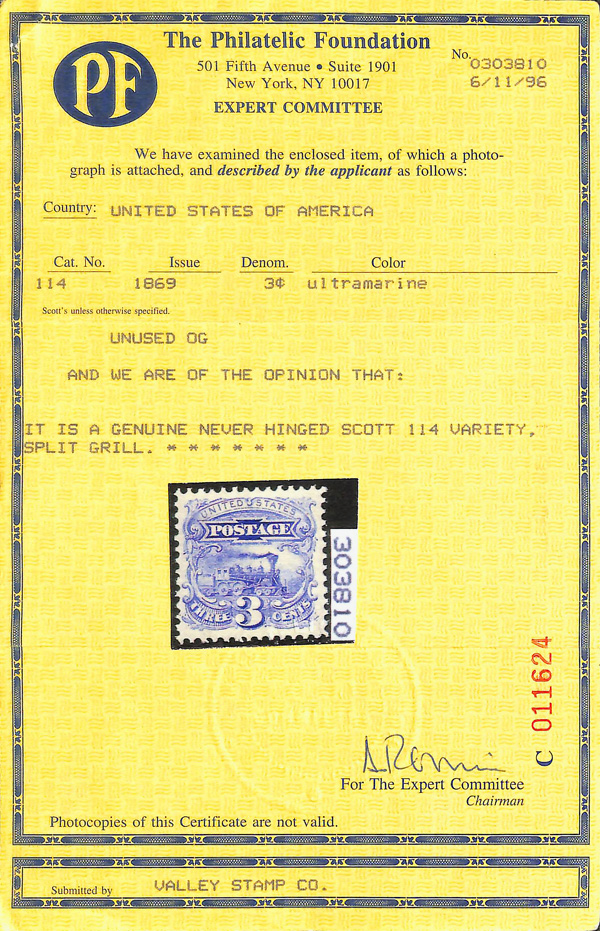 PF
The Philatelic Foundation
501 Fifth Avenue • Suite 1901
New York, NY 10017
EXPERT COMMITTEE
No. 0303810
6/11/96
We have examined the enclosed item, of which a photo-
graph is attached, and described by the applicant as follows:
Country: UNITED STATES OF AMERICA
Cat. No. Issue Denom. Color
114 1869 3¢ ultramarine
Scott's unless otherwise specified.
UNUSED OG
AND WE ARE OF THE OPINION THAT:
IT IS A GENUINE NEVER HINGED SCOTT 114 VARIETY,
SPLIT GRILL. * * * * * * *
UNITED STATES
POSTAGE
THREE 3 CENTS
303810
C 011624
For The Expert Committee
Chairman
Photocopies of this Certificate are not valid.
Submitted by VALLEY STAMP CO.